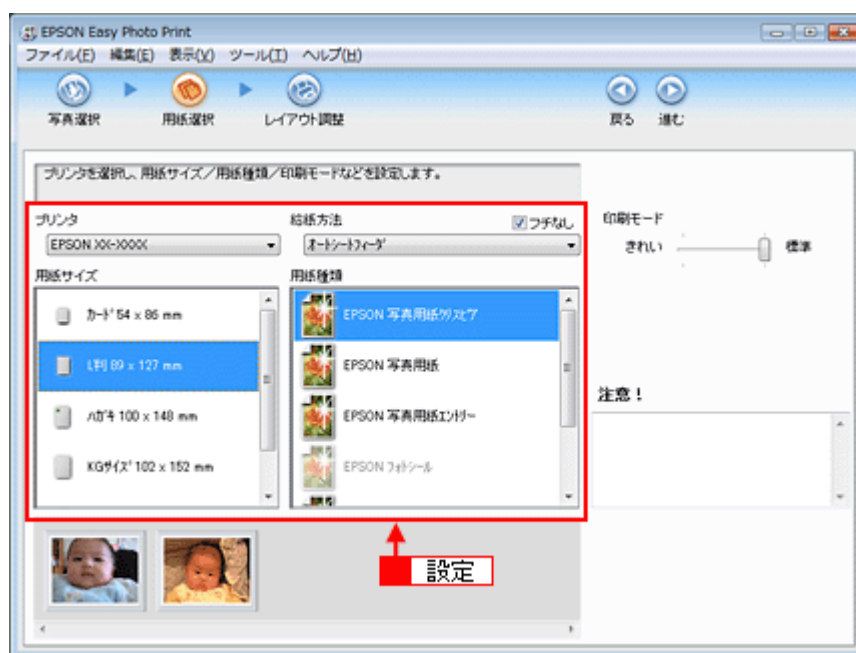 EPSON Easy Photo Print
ファイル(F) 編集(E) 表示(V) ツール(T) ヘルプ(H)
写真選択 用紙選択 レイアウト調整 戻る 進む
プリンタを選択し、用紙サイズ/用紙種類/印刷モードなどを設定します。
プリンタ 給紙方法 フチなし 印刷モード
EPSON XX-XXXX オートシートフィーダ きれい 標準
用紙サイズ 用紙種類
カード 54 x 86 mm EPSON 写真用紙クリスピア
L判 89 x 127 mm EPSON 写真用紙
注意!
ハガキ 100 x 148 mm EPSON 写真用紙エントリー
KGサイズ 102 x 152 mm EPSON フォトシール
設定